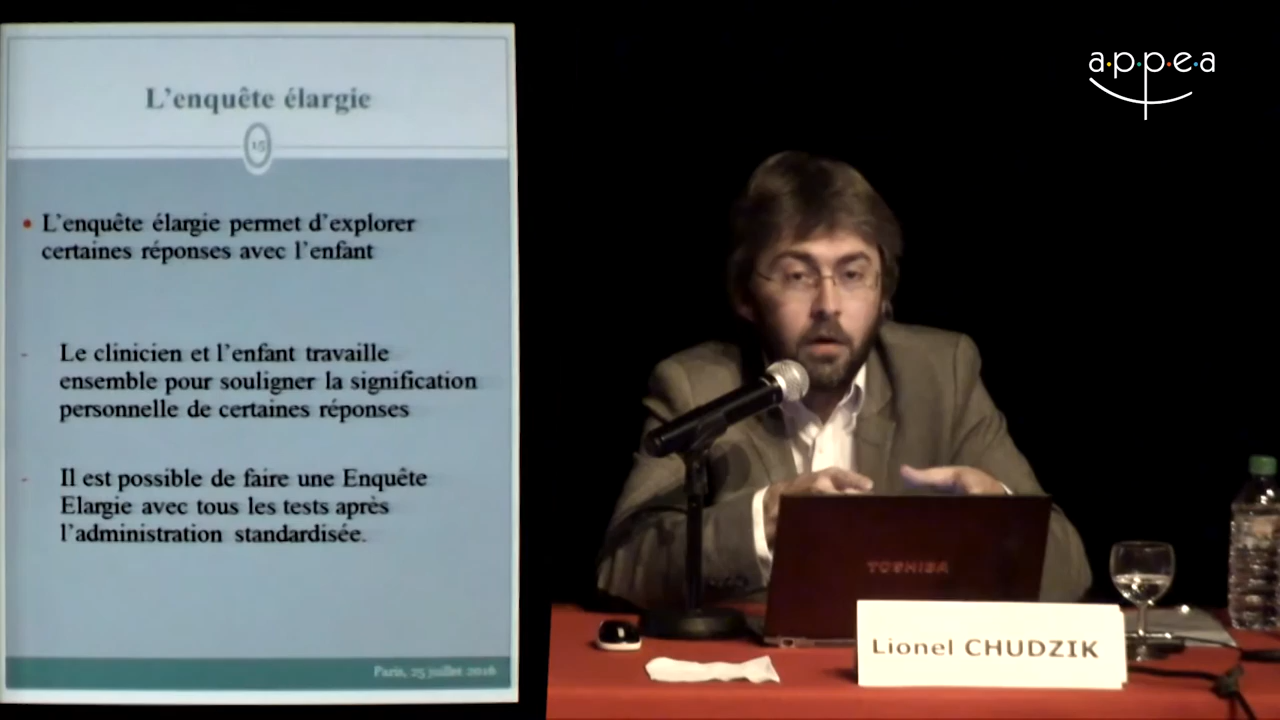 L'enquête élargie
15
• L'enquête élargie permet d'explorer
certaines réponses avec l'enfant
- Le clinicien et l'enfant travaille
ensemble pour souligner la signification
personnelle de certaines réponses
- Il est possible de faire une Enquête
Elargie avec tous les tests après
l'administration standardisée.
Paris, 25 juillet 2016
a·p·p·e·a
TOSHIBA
Lionel CHUDZIK